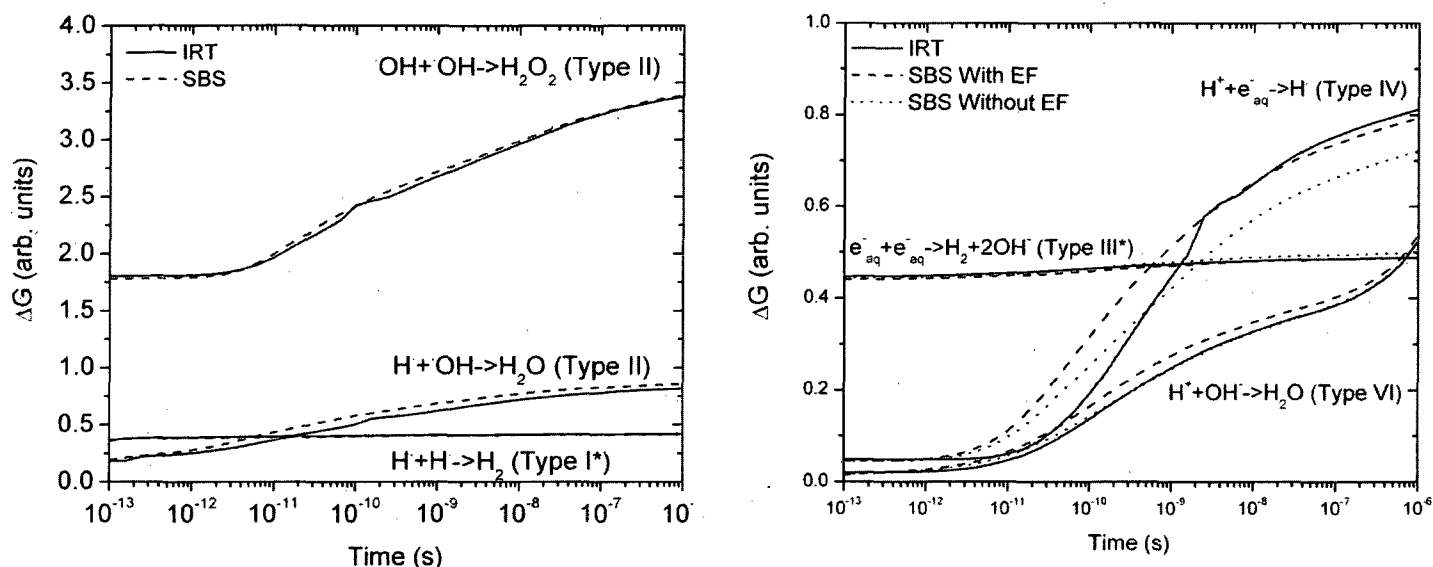 4.0
3.5
3.0
2.5
2.0
1.5
1.0
0.5
0.0
ΔG (arb. units)
IRT
SBS
OH+ OH->H₂O₂ (Type II)
H+OH->H₂O (Type II)
H+H->H₂ (Type I*)
10⁻¹³ 10⁻¹² 10⁻¹¹ 10⁻¹⁰ 10⁻⁹ 10⁻⁸ 10⁻⁷ 10⁻
Time (s)
1.0
0.8
0.6
0.4
0.2
0.0
ΔG (arb. units)
IRT
SBS With EF
SBS Without EF
H⁺+e⁻aq->H (Type IV)
e⁻aq+e⁻aq->H₂+2OH⁻ (Type III*)
H⁺+OH⁻->H₂O (Type VI)
10⁻¹³ 10⁻¹² 10⁻¹¹ 10⁻¹⁰ 10⁻⁹ 10⁻⁸ 10⁻⁷ 10⁻⁶
Time (s)